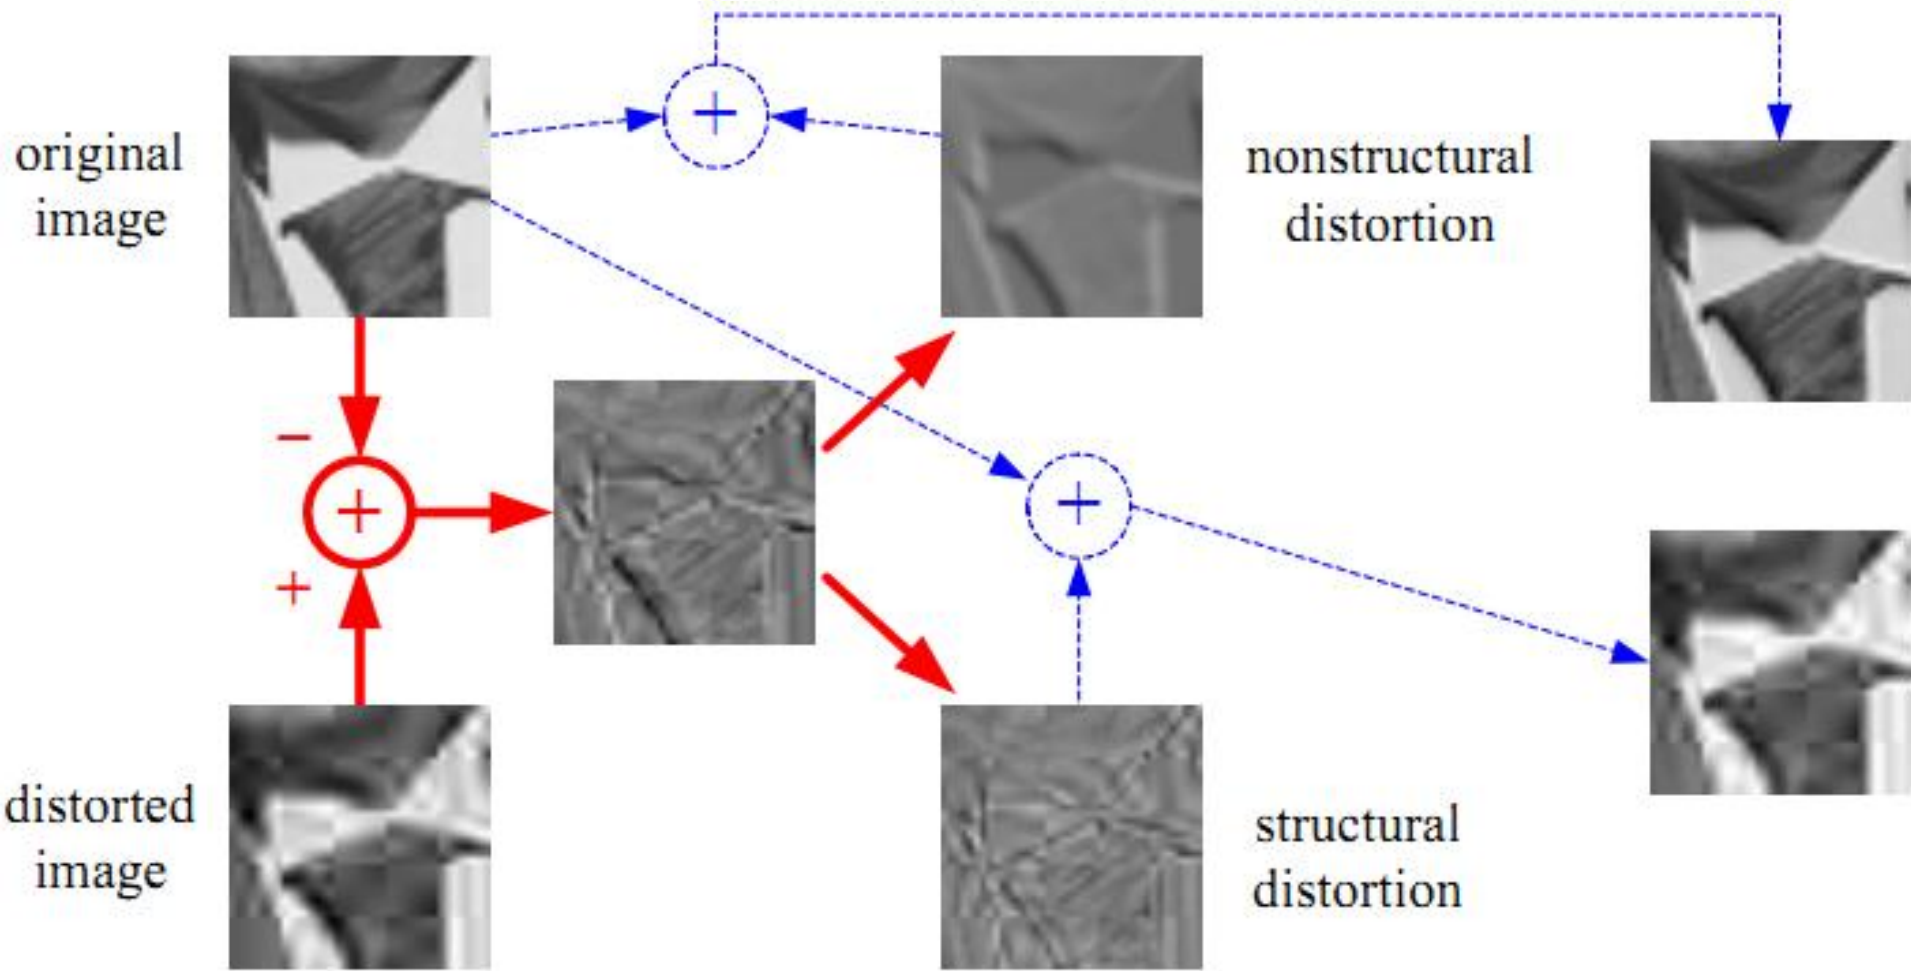 +
original
image
nonstructural
distortion
−
+
+
+
distorted
image
structural
distortion